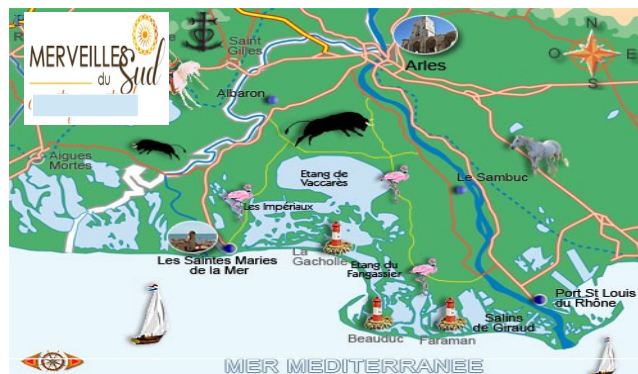 MERVEILLES
du Sud
Saint
Gilles
Arles
N
O
E
S
Albaron
Aigues
Mortes
Etang de
Vaccarès
Le Sambuc
Les Impériaux
La
Gacholle
Les Saintes Maries
de la Mer
Etang du
Fangassier
Port St Louis
du Rhône
Salins
de Giraud
Beauduc
Faraman
MER MEDITERRANEE